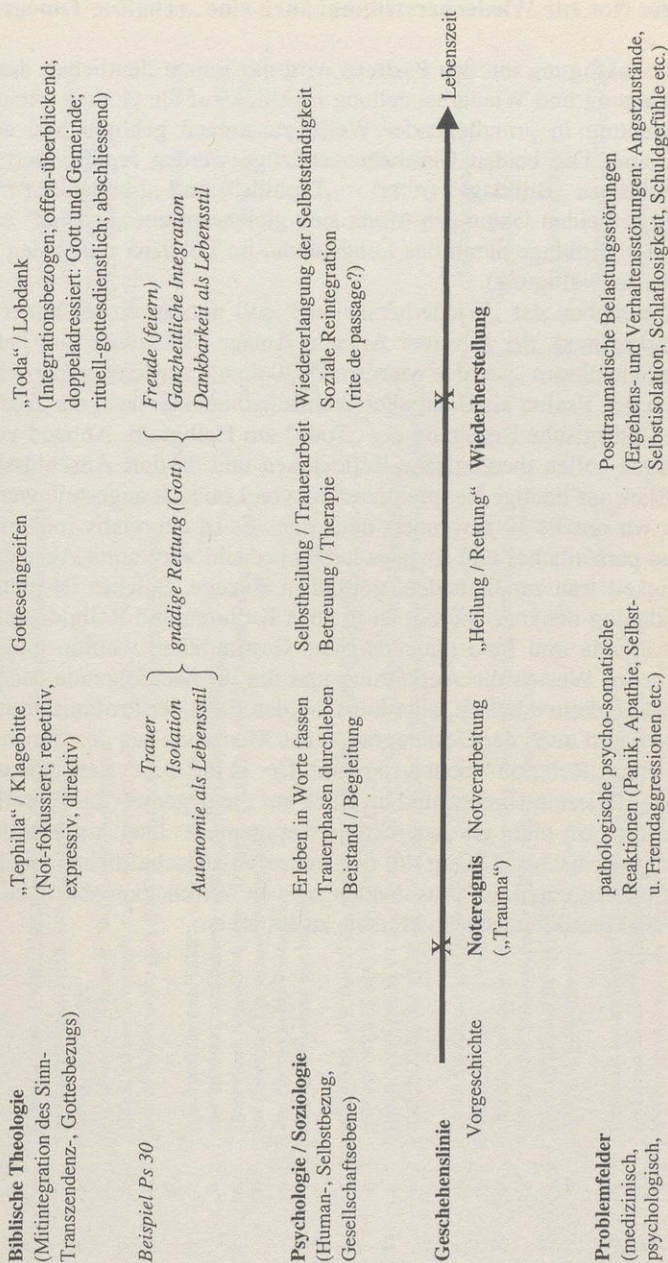 Biblische Theologie
(Mitintegration des Sinn-
Transzendenz-, Gottesbezugs)
„Tephilla“ / Klagebitte
(Not-fokussiert; repetitiv,
expressiv, direktiv)
Gotteseingreifen
„Toda“ / Lobdank
(Integrationsbezogen; offen-überblickend;
doppeladressiert: Gott und Gemeinde;
rituell-gottesdienstlich; abschliessend)
Beispiel Ps 30
Trauer
Isolation
Autonomie als Lebensstil
gnädige Rettung (Gott)
Freude (feiern)
Ganzheitliche Integration
Dankbarkeit als Lebensstil
Psychologie / Soziologie
(Human-, Selbstbezug,
Gesellschaftsebene)
Erleben in Worte fassen
Trauerphasen durchleben
Beistand / Begleitung
Selbstheilung / Trauerarbeit
Betreuung / Therapie
Wiedererlangung der Selbstständigkeit
Soziale Reintegration
(rite de passage?)
Geschehenslinie
X
X
Lebenszeit
Vorgeschichte
Notereignis
(„Trauma“)
Notverarbeitung
„Heilung / Rettung“
Wiederherstellung
Problemfelder
(medizinisch,
psychologisch,
pathologische psycho-somatische
Reaktionen (Panik, Apathie, Selbst-
u. Fremdaggressionen etc.)
Posttraumatische Belastungsstörungen
(Ergehens- und Verhaltensstörungen: Angstzustände,
Selbstisolation, Schlaflosigkeit, Schuldgefühle etc.)